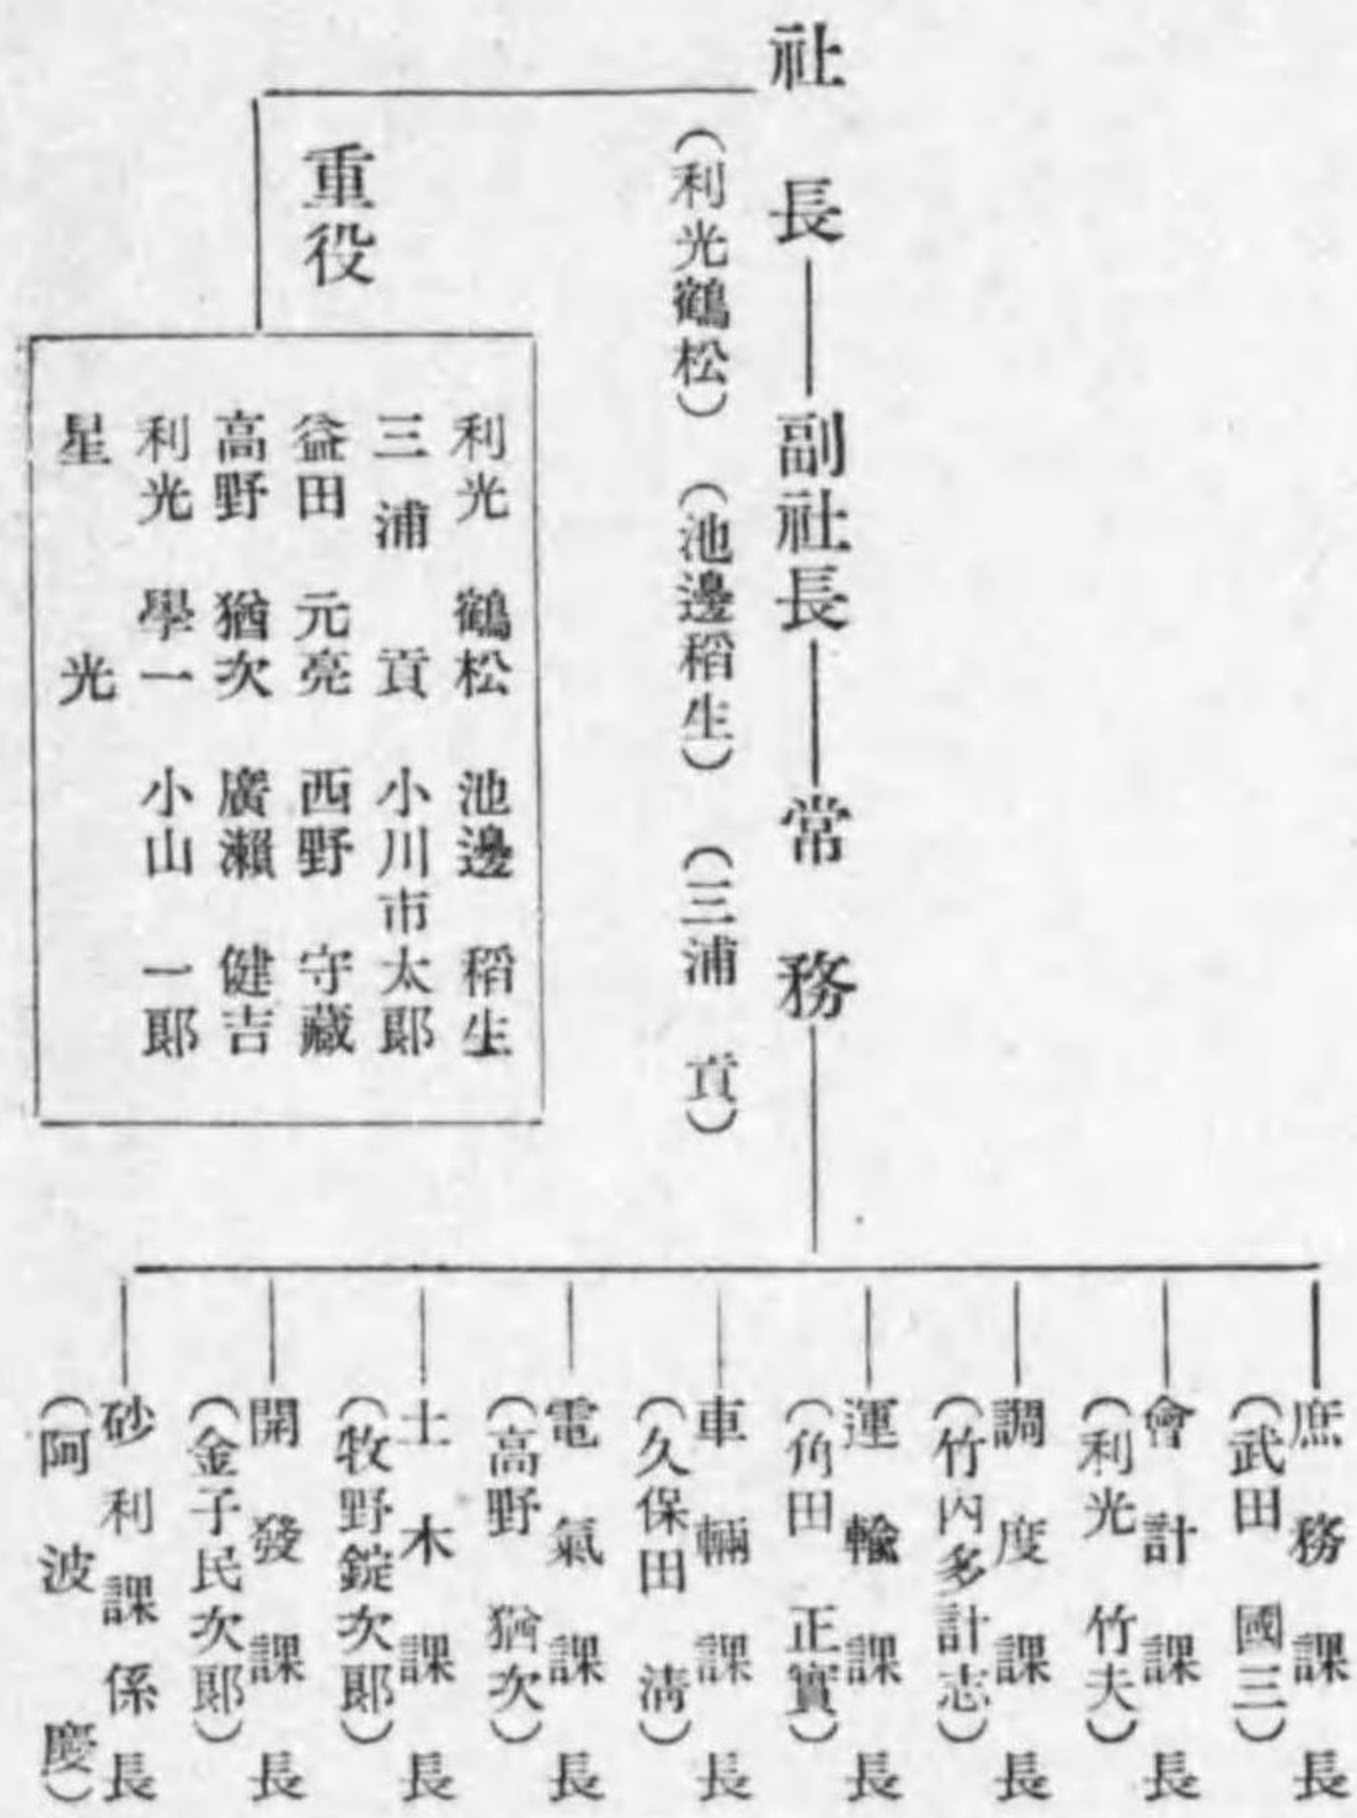 社長
副社長
常務
(利光鶴松)
(池邊稻生)
(三浦 貢)
重役
利光 鶴松 池邊 稻生
三浦 貢 小川市太郎
益田 元亮 西野 守藏
高野 猶次 廣瀬 健吉
利光 學一 小山 一郎
星 光
庶務課長
(武田 國三)
會計課長
(利光 竹夫)
調度課長
(竹内多計志)
運輸課長
(角田 正實)
車輛課長
(久保田 清)
電氣課長
(高野 猶次)
土木課長
(牧野錠次郎)
開發課長
(金子民次郎)
砂利課係長
(阿波 慶)